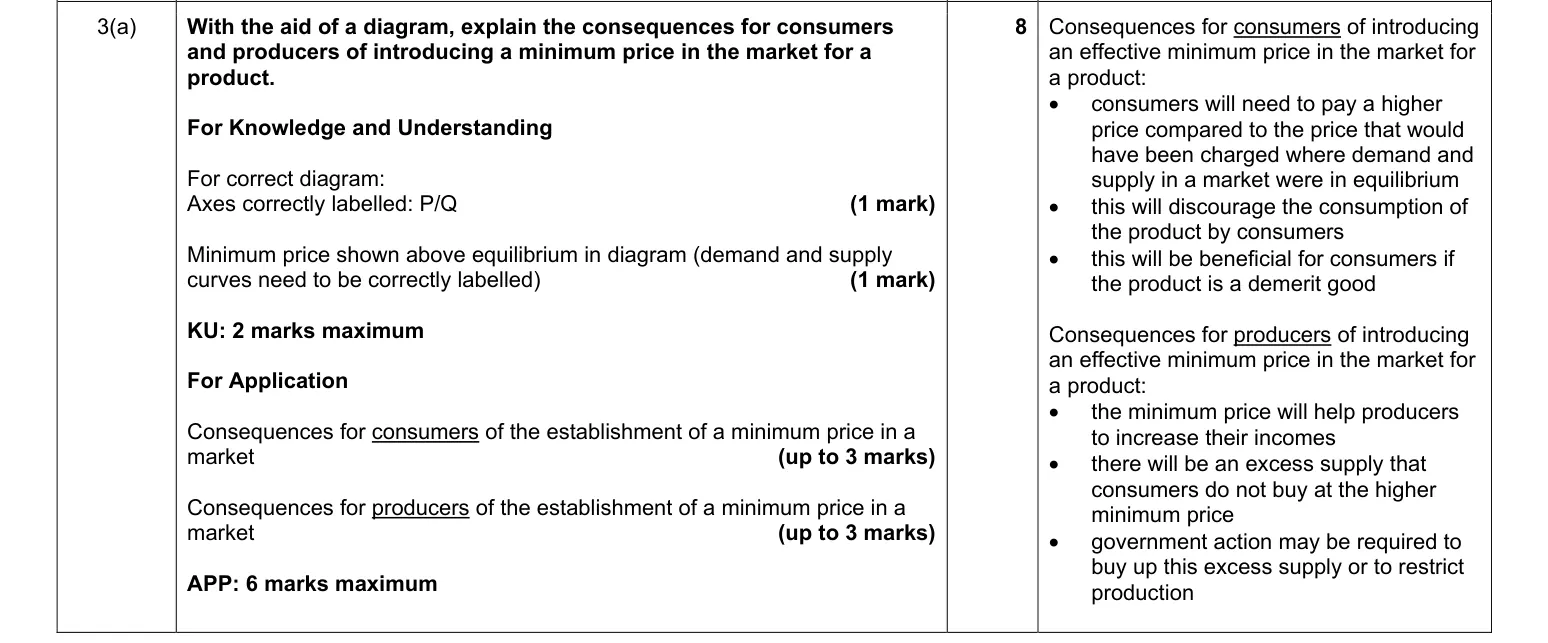 3(a)
With the aid of a diagram, explain the consequences for consumers
and producers of introducing a minimum price in the market for a
product.
For Knowledge and Understanding
For correct diagram:
Axes correctly labelled: P/Q (1 mark)
Minimum price shown above equilibrium in diagram (demand and supply
curves need to be correctly labelled) (1 mark)
KU: 2 marks maximum
For Application
Consequences for consumers of the establishment of a minimum price in a
market (up to 3 marks)
Consequences for producers of the establishment of a minimum price in a
market (up to 3 marks)
APP: 6 marks maximum
8
Consequences for consumers of introducing
an effective minimum price in the market for
a product:
• consumers will need to pay a higher
price compared to the price that would
have been charged where demand and
supply in a market were in equilibrium
• this will discourage the consumption of
the product by consumers
• this will be beneficial for consumers if
the product is a demerit good
Consequences for producers of introducing
an effective minimum price in the market for
a product:
• the minimum price will help producers
to increase their incomes
• there will be an excess supply that
consumers do not buy at the higher
minimum price
• government action may be required to
buy up this excess supply or to restrict
production